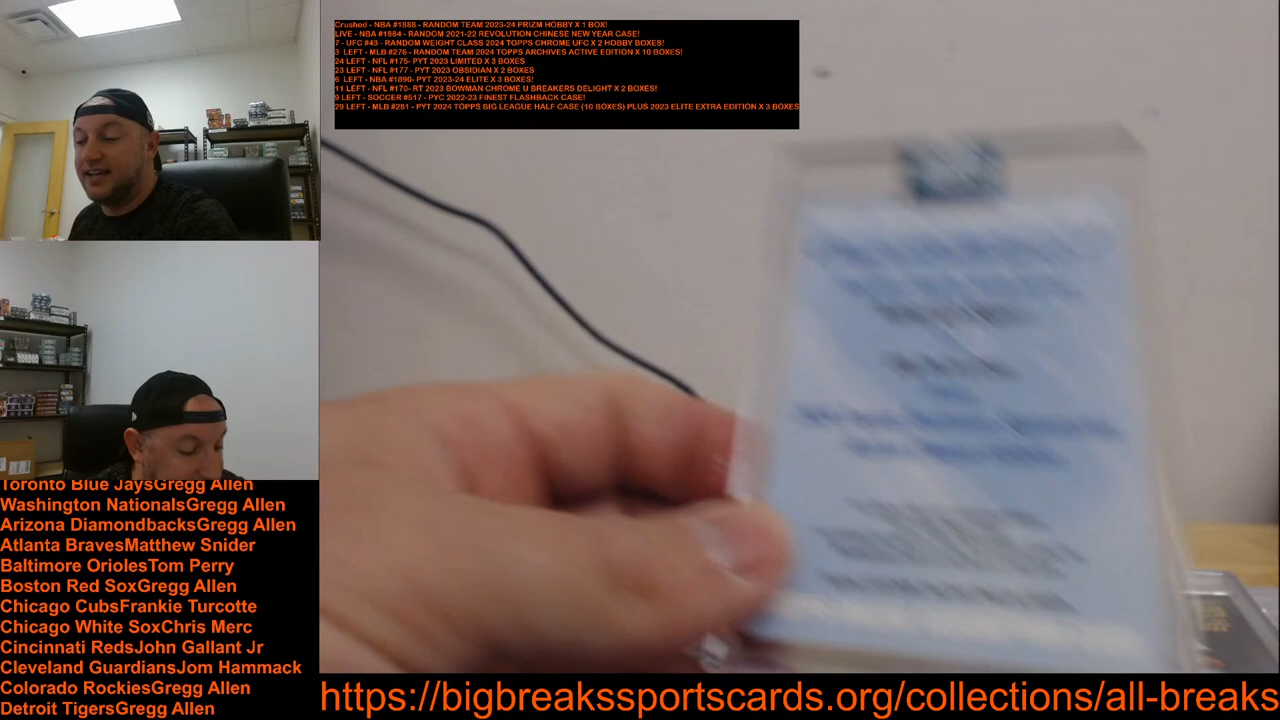 Crushed - NBA #1888 - RANDOM TEAM 2023-24 PRIZM HOBBY X 1 BOX!
LIVE - NBA #1884 - RANDOM 2021-22 REVOLUTION CHINESE NEW YEAR CASE!
7 - UFC #43 - RANDOM WEIGHT CLASS 2024 TOPPS CHROME UFC X 2 HOBBY BOXES!
3 LEFT - MLB #276 - RANDOM TEAM 2024 TOPPS ARCHIVES ACTIVE EDITION X 10 BOXES!
24 LEFT - NFL #175- PYT 2023 LIMITED X 3 BOXES
23 LEFT - NFL #177 - PYT 2023 OBSIDIAN X 2 BOXES
6 LEFT - NBA #1890- PYT 2023-24 ELITE X 3 BOXES!
11 LEFT - NFL #170- RT 2023 BOWMAN CHROME U BREAKERS DELIGHT X 2 BOXES!
9 LEFT - SOCCER #517 - PYC 2022-23 FINEST FLASHBACK CASE!
29 LEFT - MLB #281 - PYT 2024 TOPPS BIG LEAGUE HALF CASE (10 BOXES) PLUS 2023 ELITE EXTRA EDITION X 3 BOXES
Toronto Blue JaysGregg Allen
Washington NationalsGregg Allen
Arizona DiamondbacksGregg Allen
Atlanta BravesMatthew Snider
Baltimore OriolesTom Perry
Boston Red SoxGregg Allen
Chicago CubsFrankie Turcotte
Chicago White SoxChris Merc
Cincinnati RedsJohn Gallant Jr
Cleveland GuardiansJom Hammack
Colorado RockiesGregg Allen
Detroit TigersGregg Allen
https://bigbreakssportscards.org/collections/all-breaks